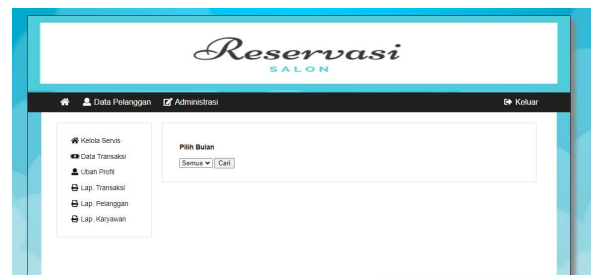 Reservasi
SALON
Data Pelanggan Administrasi Keluar
Kelola Servis
Data Transaksi
Ubah Profil
Lap. Transaksi
Lap. Pelanggan
Lap. Karyawan
Pilih Bulan
Semua Cari